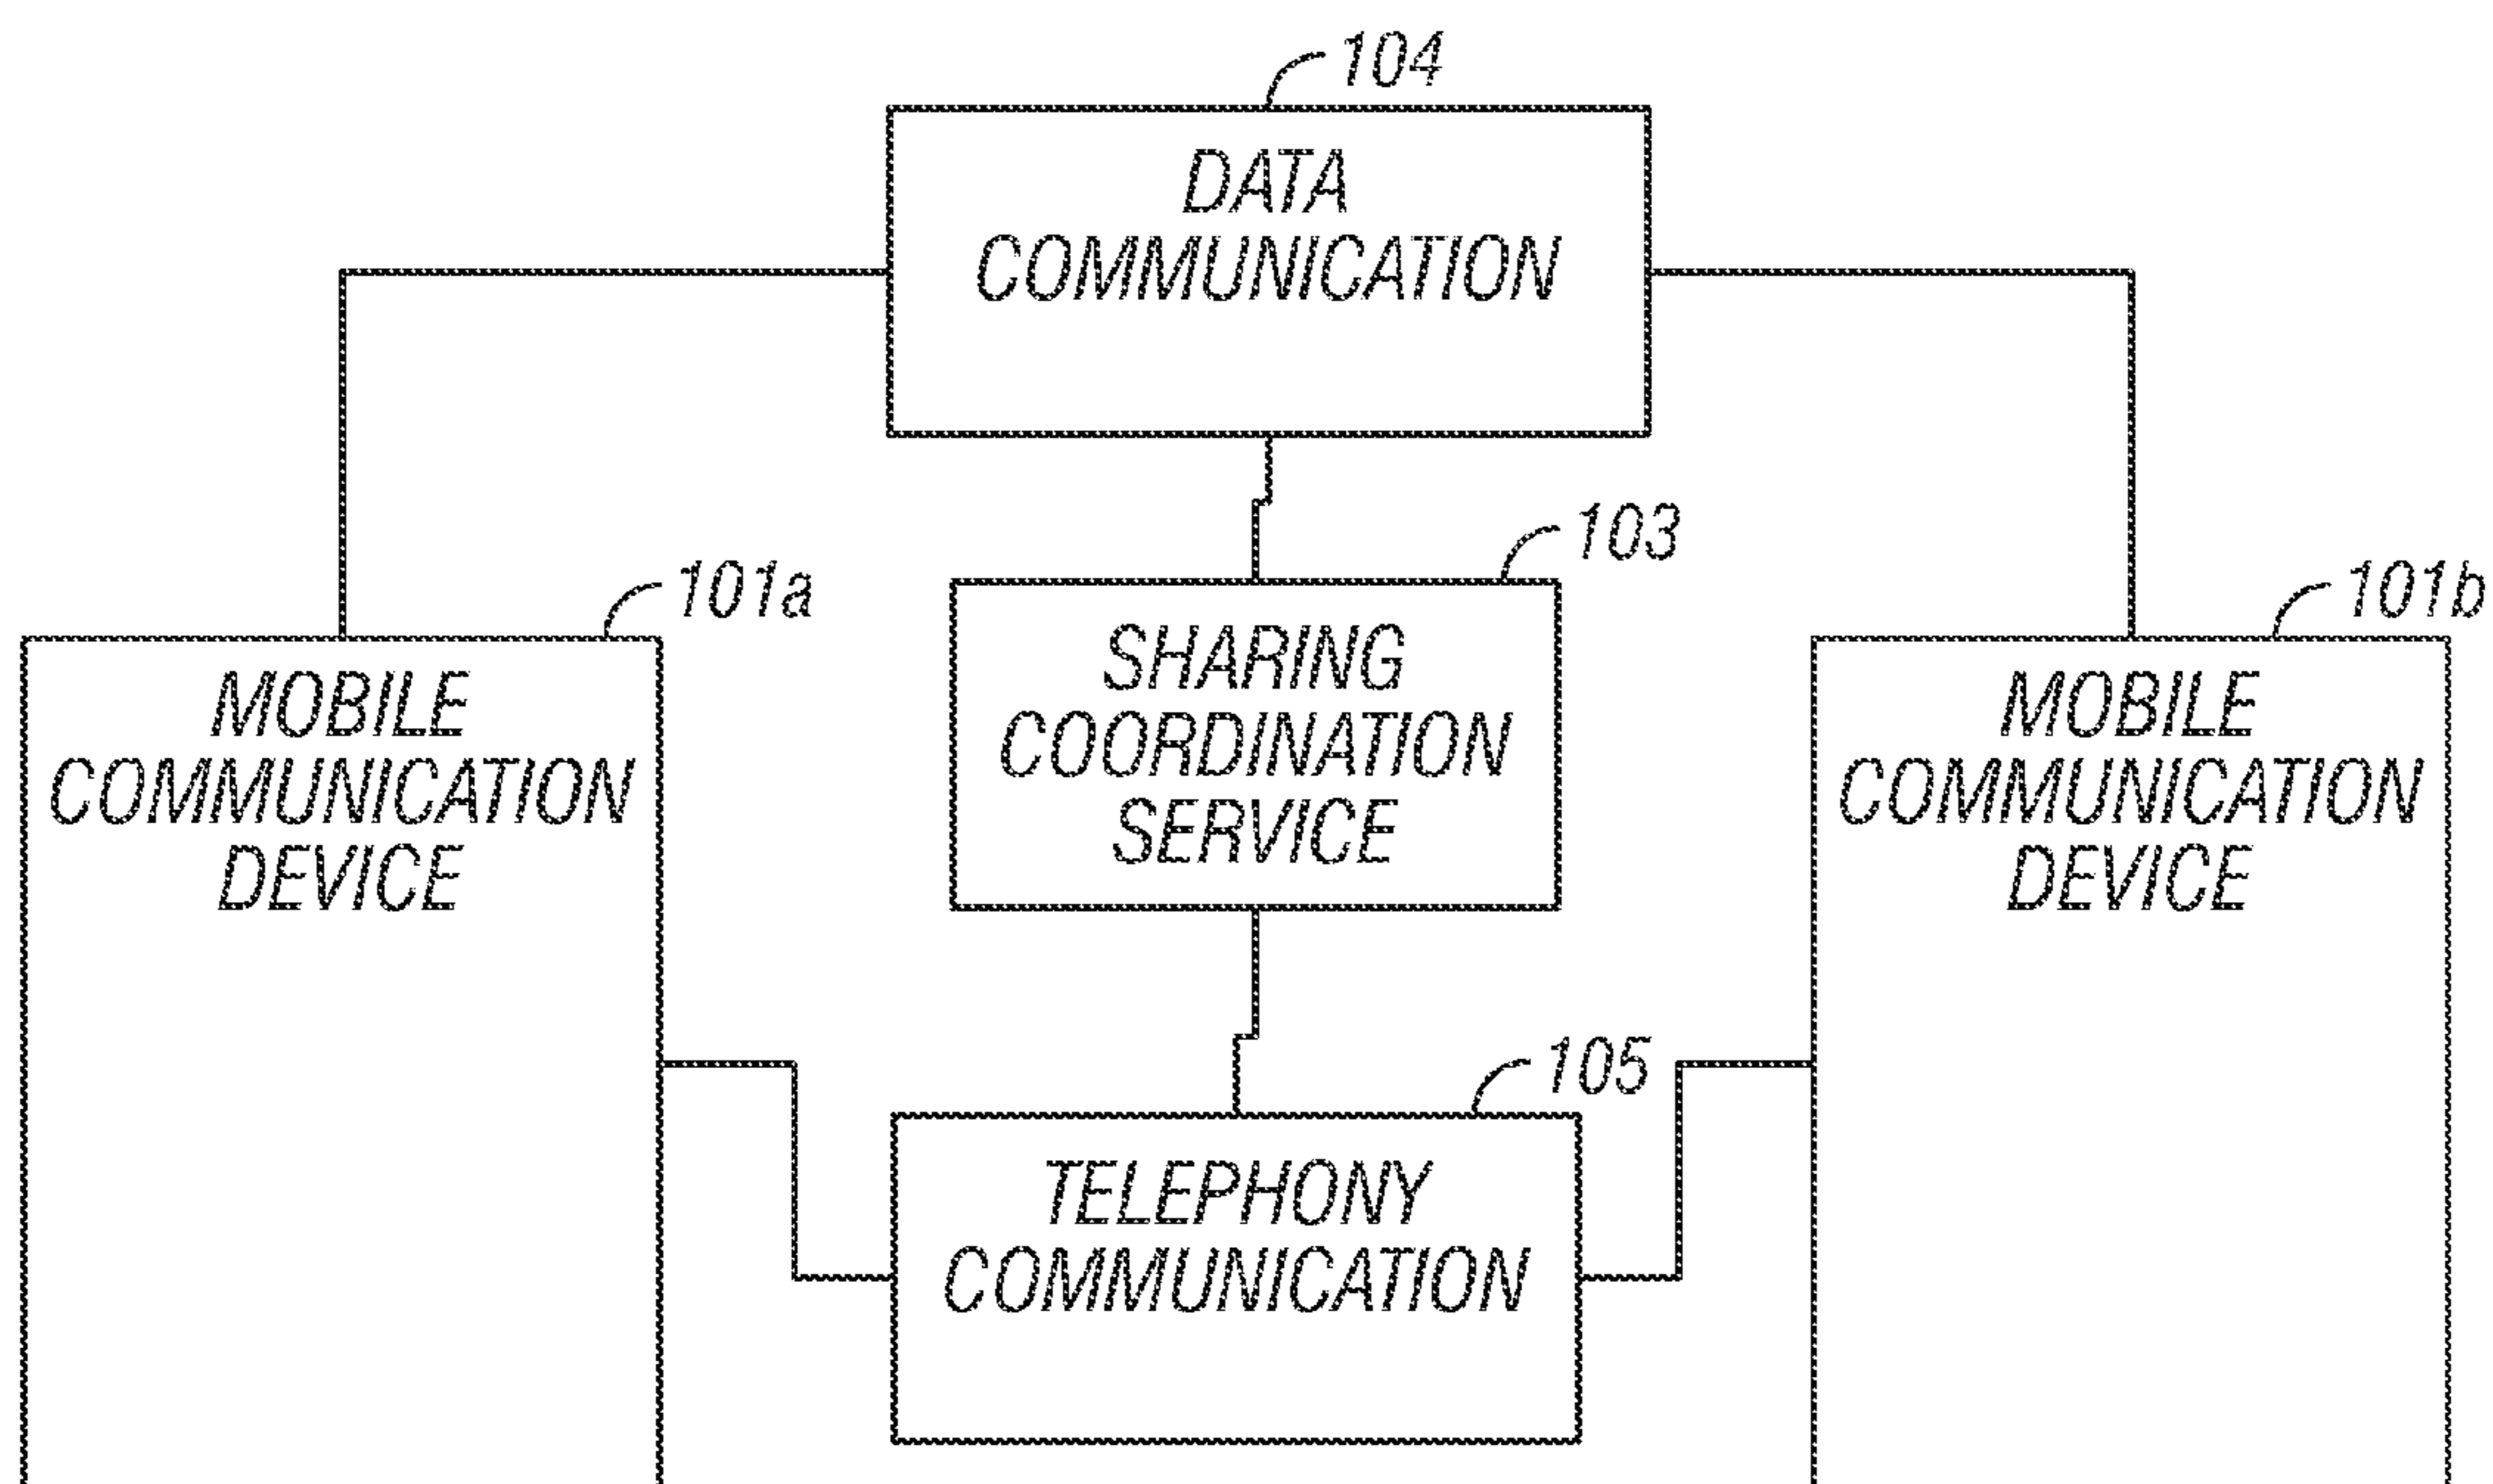 104
DATA
COMMUNICATION
103
101a
101b
SHARING
COORDINATION
SERVICE
MOBILE
COMMUNICATION
DEVICE
MOBILE
COMMUNICATION
DEVICE
105
TELEPHONY
COMMUNICATION